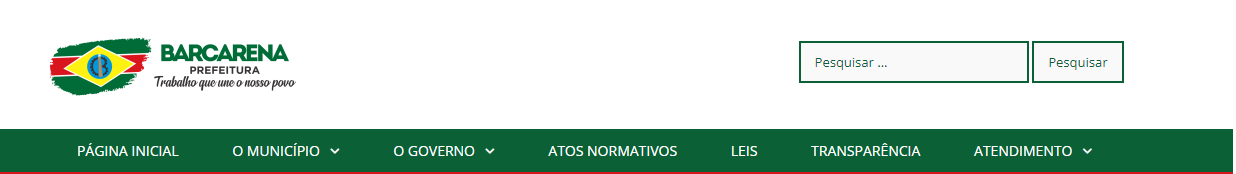 BARCARENA
PREFEITURA
Trabalho que une o nosso povo
Pesquisar ...
Pesquisar
PÁGINA INICIAL
O MUNICÍPIO
O GOVERNO
ATOS NORMATIVOS
LEIS
TRANSPARÊNCIA
ATENDIMENTO